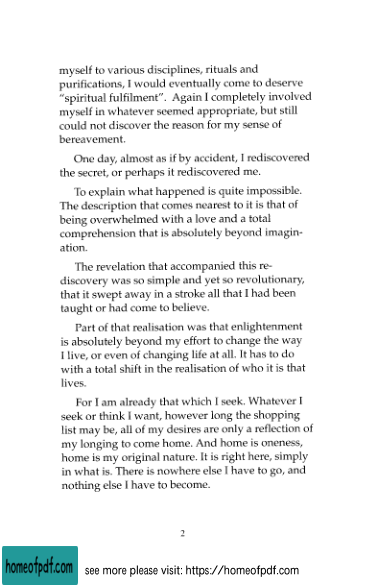 myself to various disciplines, rituals and
purifications, I would eventually come to deserve
“spiritual fulfilment”.  Again I completely involved
myself in whatever seemed appropriate, but still
could not discover the reason for my sense of
bereavement.
One day, almost as if by accident, I rediscovered
the secret, or perhaps it rediscovered me.
To explain what happened is quite impossible.
The description that comes nearest to it is that of
being overwhelmed with a love and a total
comprehension that is absolutely beyond imagin-
ation.
The revelation that accompanied this re-
discovery was so simple and yet so revolutionary,
that it swept away in a stroke all that I had been
taught or had come to believe.
Part of that realisation was that enlightenment
is absolutely beyond my effort to change the way
I live, or even of changing life at all. It has to do
with a total shift in the realisation of who it is that
lives.
For I am already that which I seek. Whatever I
seek or think I want, however long the shopping
list may be, all of my desires are only a reflection of
my longing to come home. And home is oneness,
home is my original nature. It is right here, simply
in what is. There is nowhere else I have to go, and
nothing else I have to become.
2
homeofpdf.com
see more please visit: https://homeofpdf.com